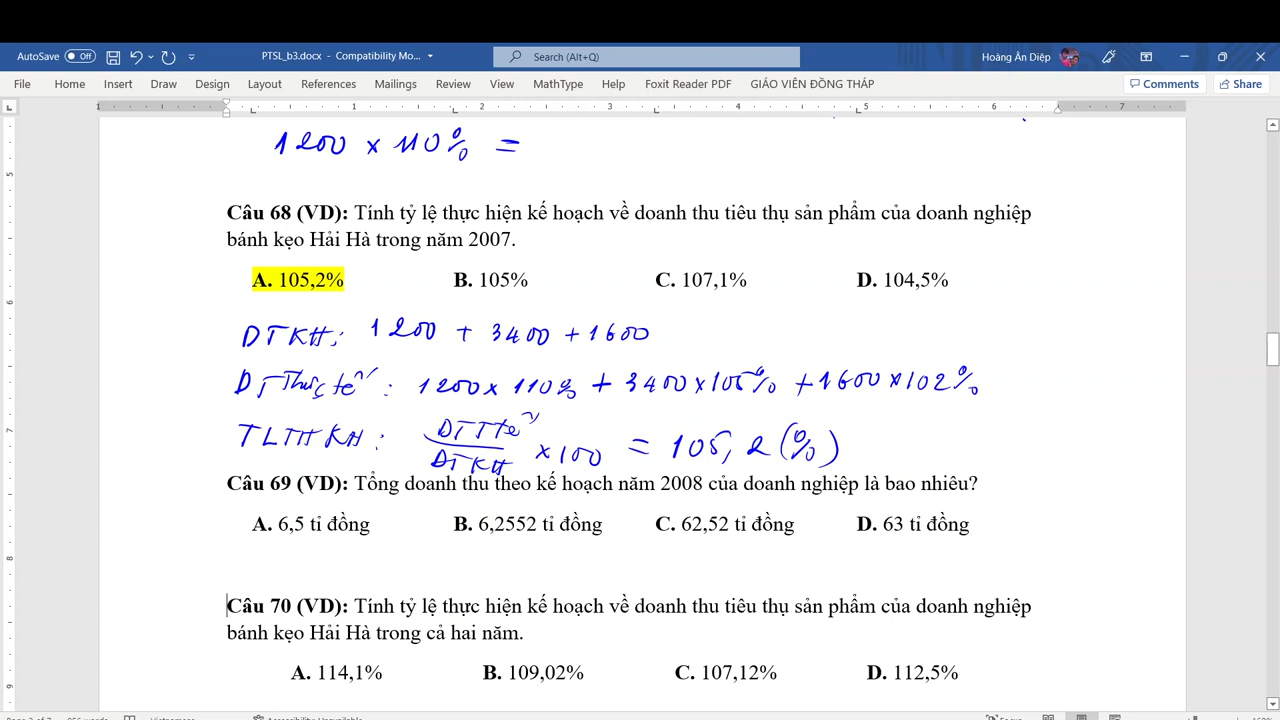 AutoSave Off PTSL_b3.docx - Compatibility Mo... Search (Alt+Q) Hoàng Ân Diệp
File Home Insert Draw Design Layout References Mailings Review View MathType Help Foxit Reader PDF GIÁO VIÊN ĐỒNG THÁP Comments Share
1 1 2 3 4 5 6 7
1200 x 110% =
Câu 68 (VD): Tính tỷ lệ thực hiện kế hoạch về doanh thu tiêu thụ sản phẩm của doanh nghiệp
bánh kẹo Hải Hà trong năm 2007.
A. 105,2% B. 105% C. 107,1% D. 104,5%
DTKH: 1200 + 3400 + 1600
DT Thực tế: 1200 x 110% + 3400 x 105% + 1600 x 102%
TLTHKH: DTTtế / DTKH x 100 = 105,2 (%)
Câu 69 (VD): Tổng doanh thu theo kế hoạch năm 2008 của doanh nghiệp là bao nhiêu?
A. 6,5 tỉ đồng B. 6,2552 tỉ đồng C. 62,52 tỉ đồng D. 63 tỉ đồng
Câu 70 (VD): Tính tỷ lệ thực hiện kế hoạch về doanh thu tiêu thụ sản phẩm của doanh nghiệp
bánh kẹo Hải Hà trong cả hai năm.
A. 114,1% B. 109,02% C. 107,12% D. 112,5%